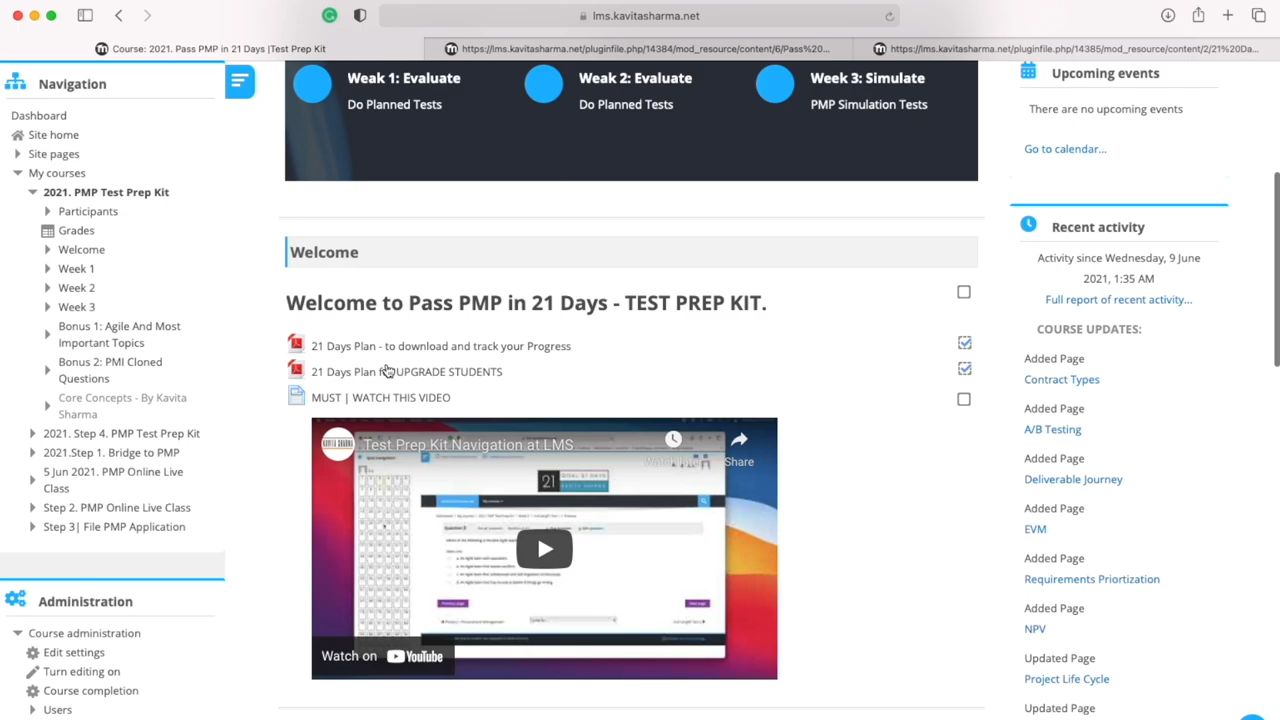 lms.kavitasharma.net
Course: 2021. Pass PMP in 21 Days |Test Prep Kit
https://lms.kavitasharma.net/pluginfile.php/14384/mod_resource/content/6/Pass%20...
https://lms.kavitasharma.net/pluginfile.php/14385/mod_resource/content/2/21%20Da...
Navigation
Dashboard
Site home
Site pages
My courses
2021. PMP Test Prep Kit
Participants
Grades
Welcome
Week 1
Week 2
Week 3
Bonus 1: Agile And Most
Important Topics
Bonus 2: PMI Cloned
Questions
Core Concepts - By Kavita
Sharma
2021. Step 4. PMP Test Prep Kit
2021.Step 1. Bridge to PMP
5 Jun 2021. PMP Online Live
Class
Step 2. PMP Online Live Class
Step 3| File PMP Application
Administration
Course administration
Edit settings
Turn editing on
Course completion
Users
Weak 1: Evaluate
Do Planned Tests
Weak 2: Evaluate
Do Planned Tests
Week 3: Simulate
PMP Simulation Tests
Welcome
Welcome to Pass PMP in 21 Days - TEST PREP KIT.
21 Days Plan - to download and track your Progress
21 Days Plan UPGRADE STUDENTS
MUST | WATCH THIS VIDEO
KAVITA SHARMA
Test Prep Kit Navigation at LMS
Share
21
Watch on YouTube
Upcoming events
There are no upcoming events
Go to calendar...
Recent activity
Activity since Wednesday, 9 June
2021, 1:35 AM
Full report of recent activity...
COURSE UPDATES:
Added Page
Contract Types
Added Page
A/B Testing
Added Page
Deliverable Journey
Added Page
EVM
Added Page
Requirements Priortization
Added Page
NPV
Updated Page
Project Life Cycle
Updated Page